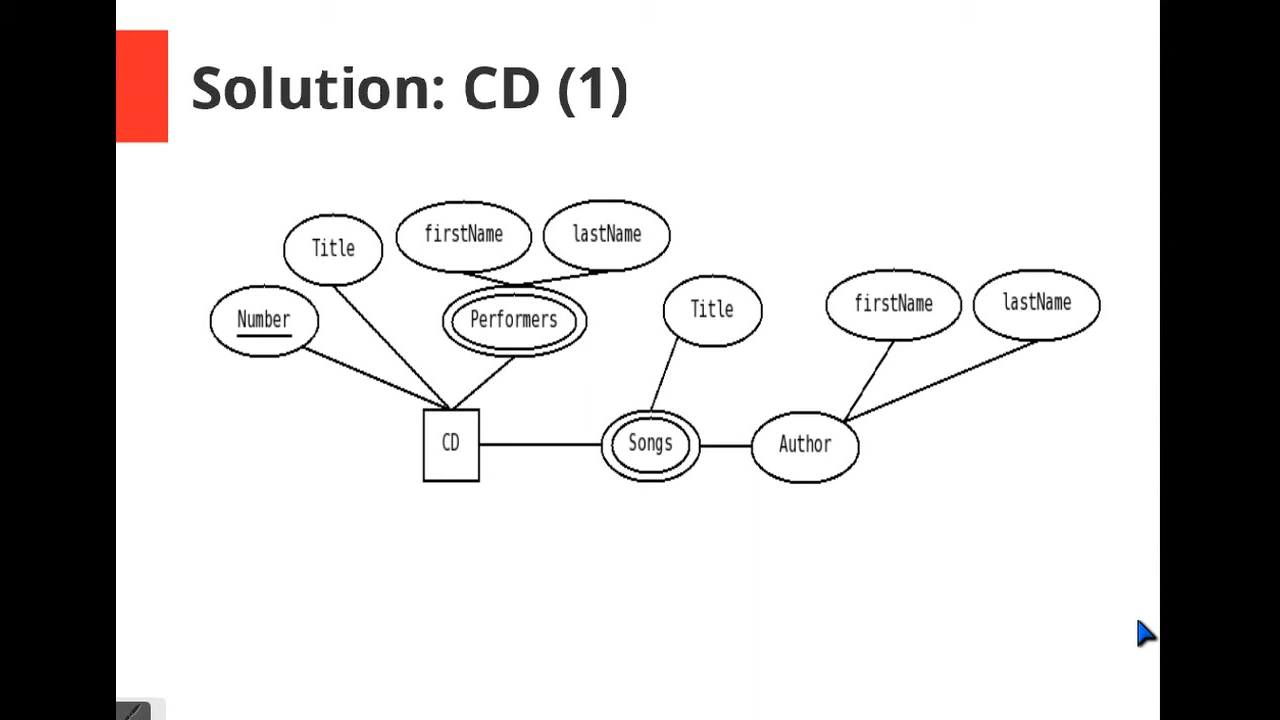 Solution: CD (1)
firstName
lastName
Title
Number
Performers
Title
firstName
lastName
CD
Songs
Author